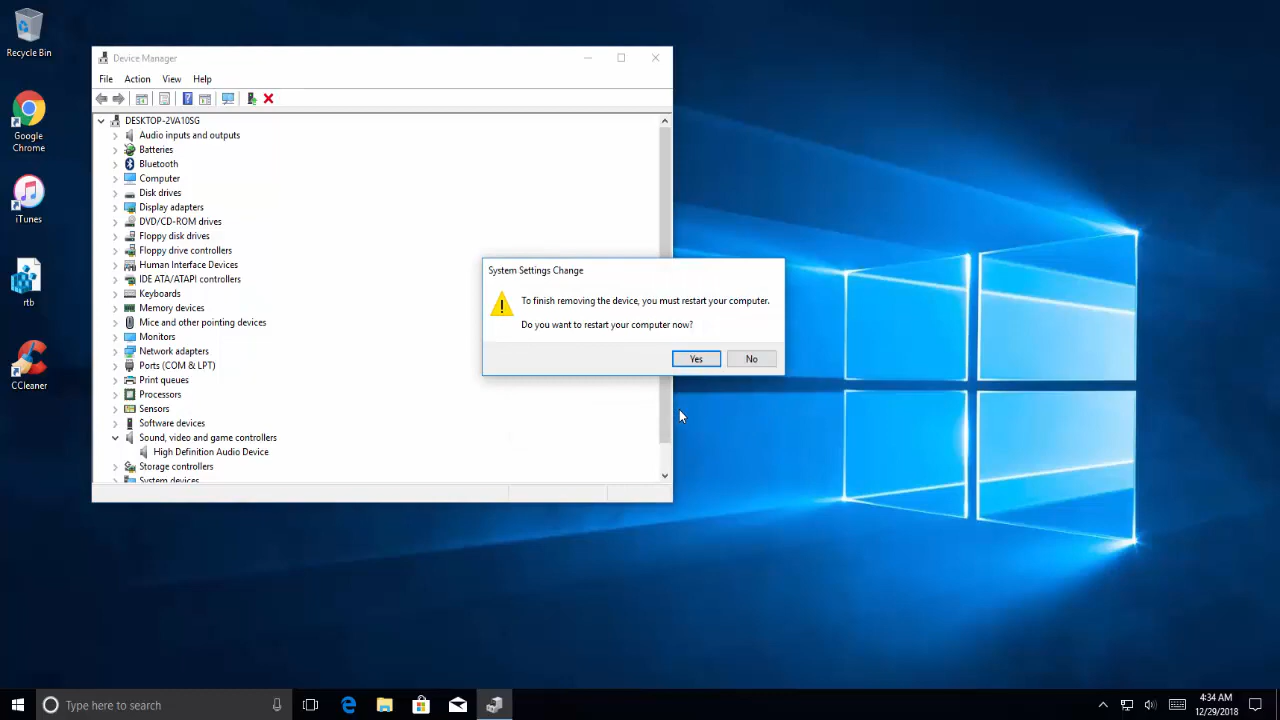 Recycle Bin
Google
Chrome
iTunes
rtb
CCleaner
Device Manager
File Action View Help
DESKTOP-2VA10SG
Audio inputs and outputs
Batteries
Bluetooth
Computer
Disk drives
Display adapters
DVD/CD-ROM drives
Floppy disk drives
Floppy drive controllers
Human Interface Devices
IDE ATA/ATAPI controllers
Keyboards
Memory devices
Mice and other pointing devices
Monitors
Network adapters
Ports (COM & LPT)
Print queues
Processors
Sensors
Software devices
Sound, video and game controllers
High Definition Audio Device
Storage controllers
System devices
System Settings Change
To finish removing the device, you must restart your computer.
Do you want to restart your computer now?
Yes No
Type here to search
4:34 AM
12/29/2018